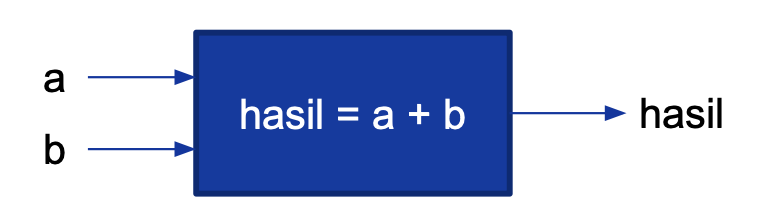 a
b
hasil = a + b
hasil